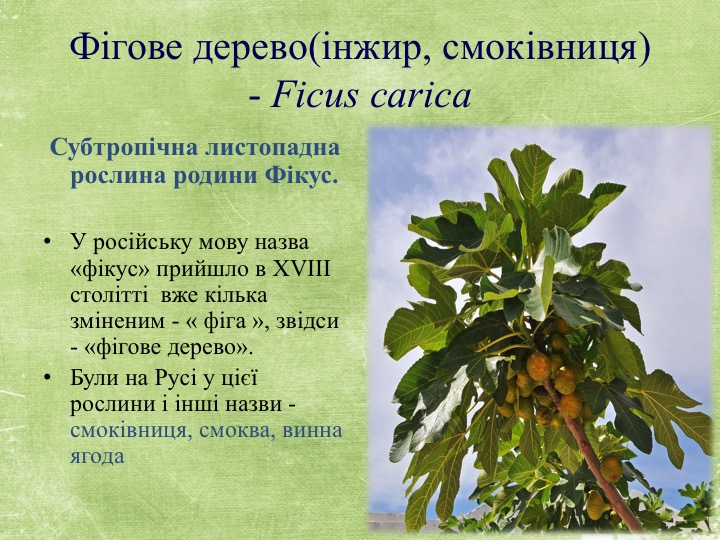 Фігове дерево(інжир, смоківниця)
- Ficus carica
Субтропічна листопадна
рослина родини Фікус.
• У російську мову назва
«фікус» прийшло в XVIII
столітті  вже кілька
зміненим - « фіга », звідси
- «фігове дерево».
• Були на Русі у цієї
рослини і інші назви -
смоківниця, смоква, винна
ягода